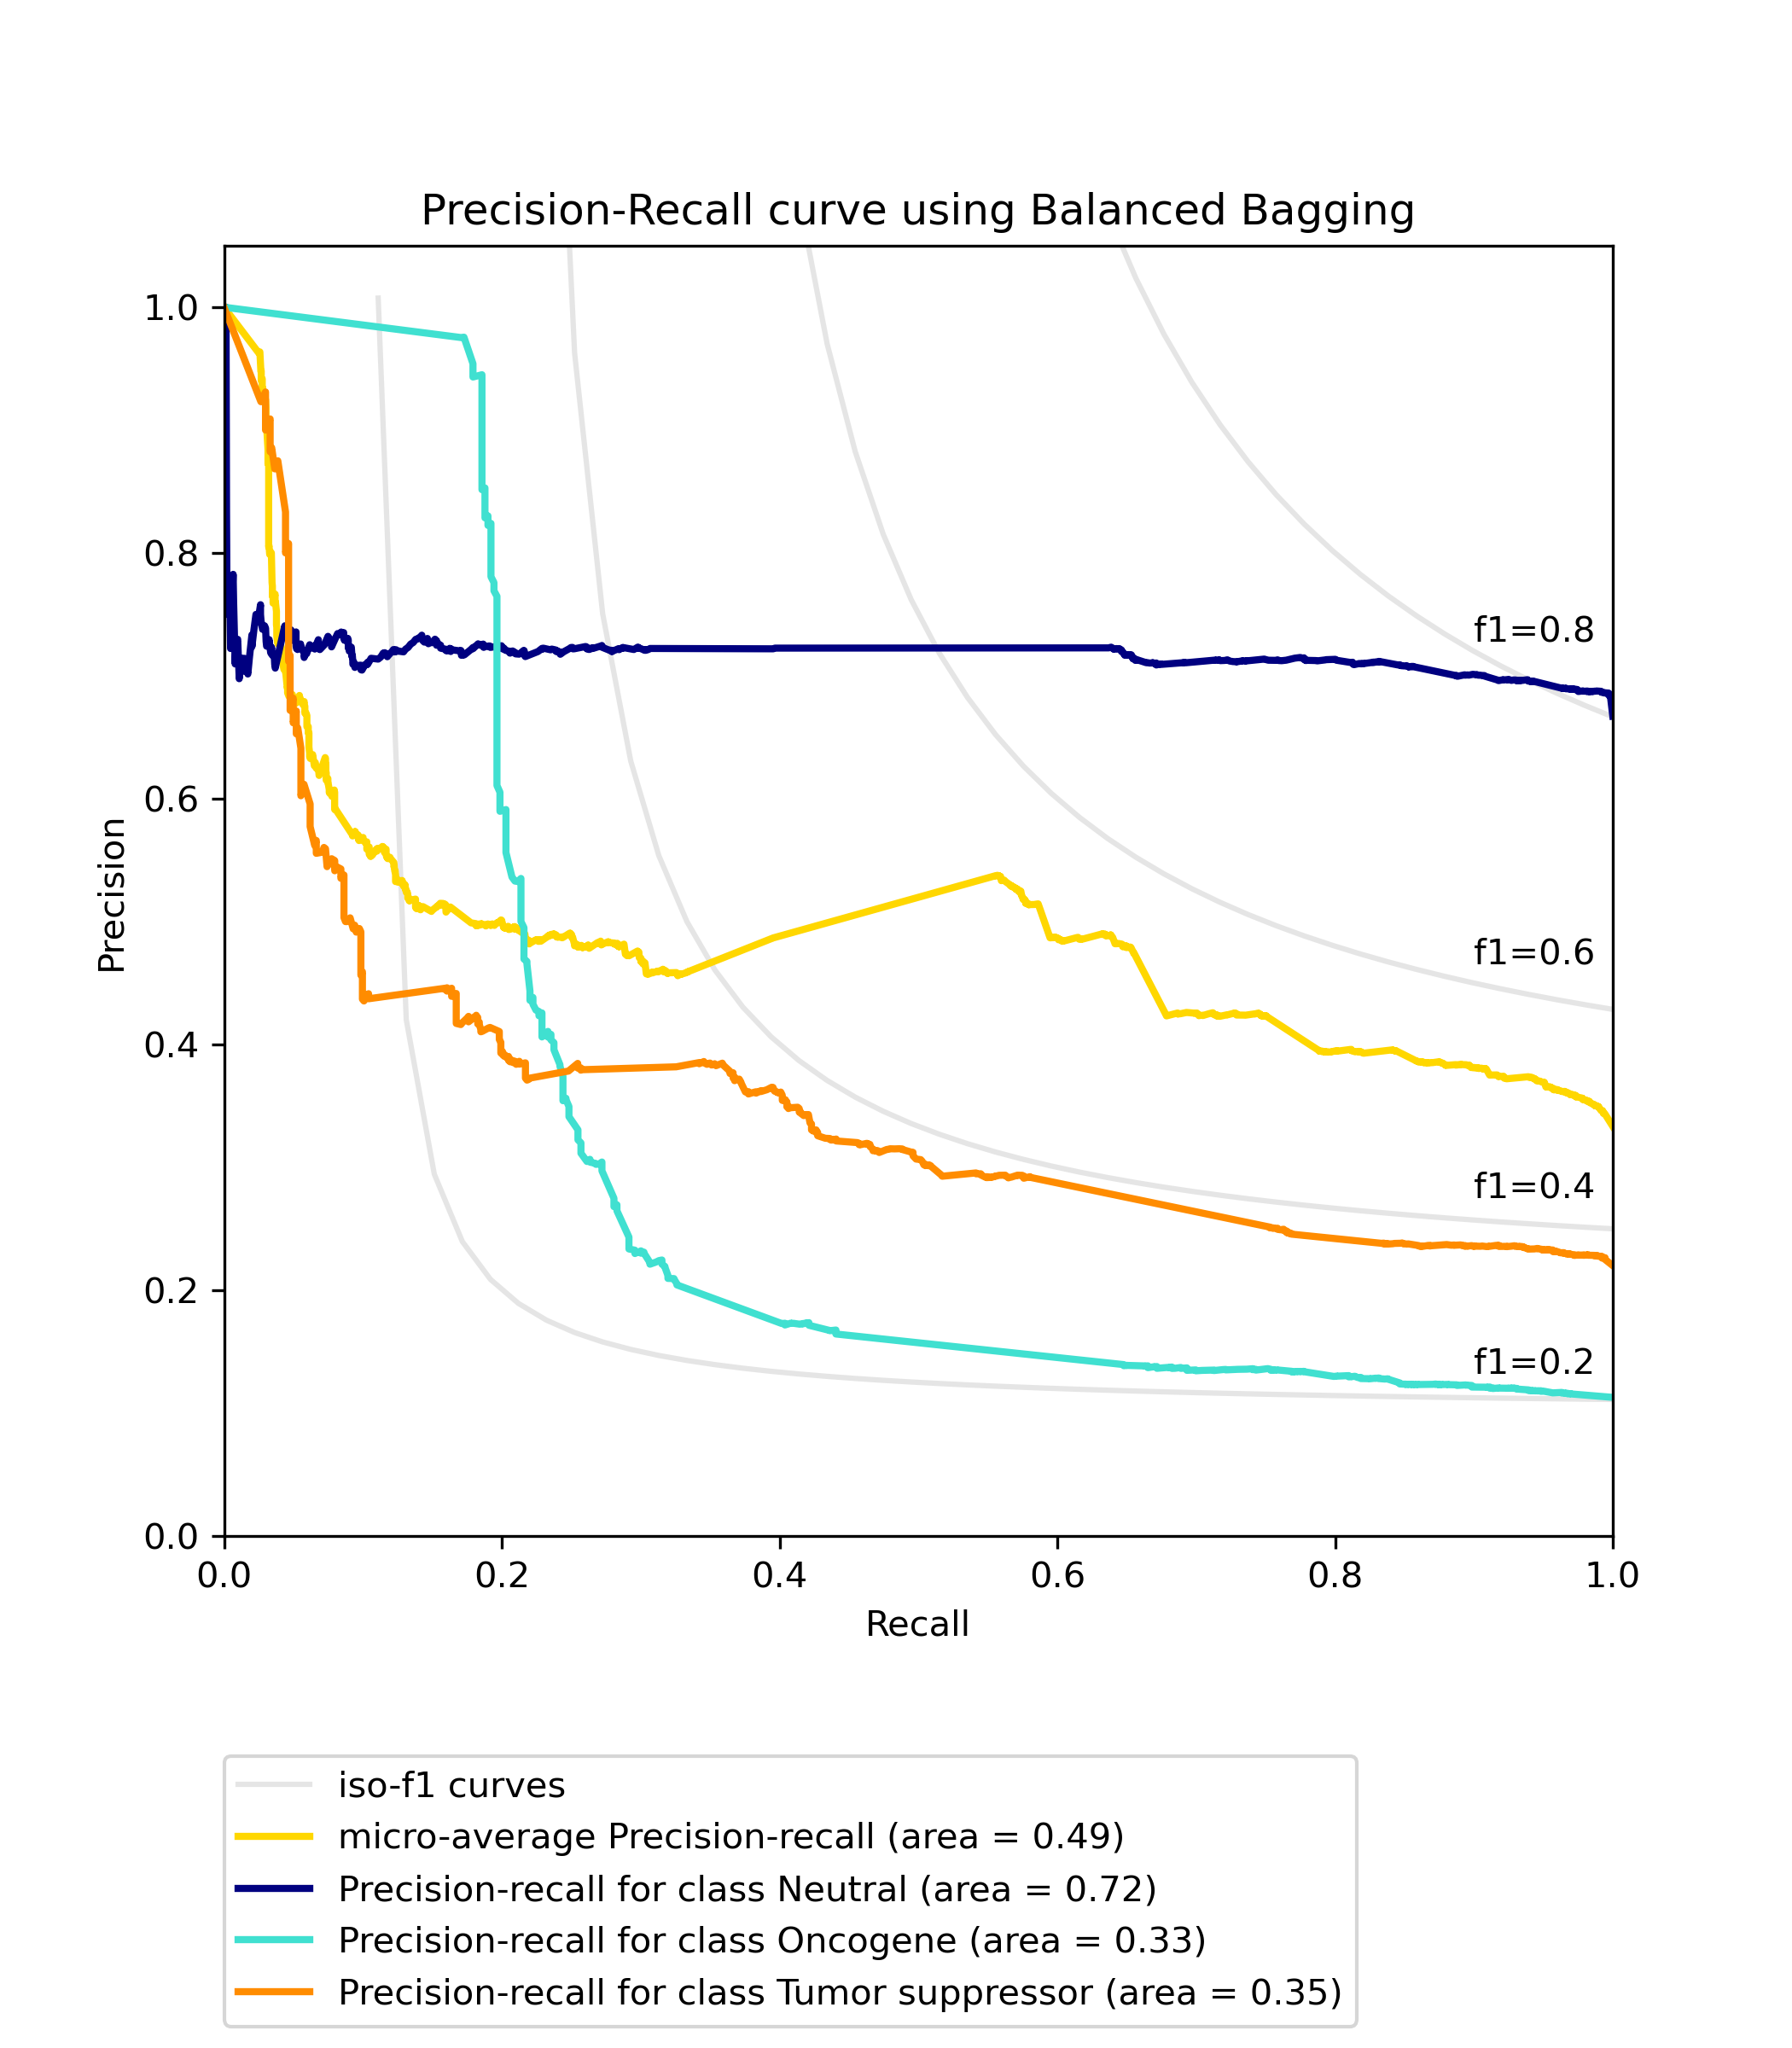 Precision-Recall curve using Balanced Bagging
1.0
0.8
0.6
0.4
0.2
0.0
Precision
f1=0.8
f1=0.6
f1=0.4
f1=0.2
0.0 0.2 0.4 0.6 0.8 1.0
Recall
iso-f1 curves
micro-average Precision-recall (area = 0.49)
Precision-recall for class Neutral (area = 0.72)
Precision-recall for class Oncogene (area = 0.33)
Precision-recall for class Tumor suppressor (area = 0.35)